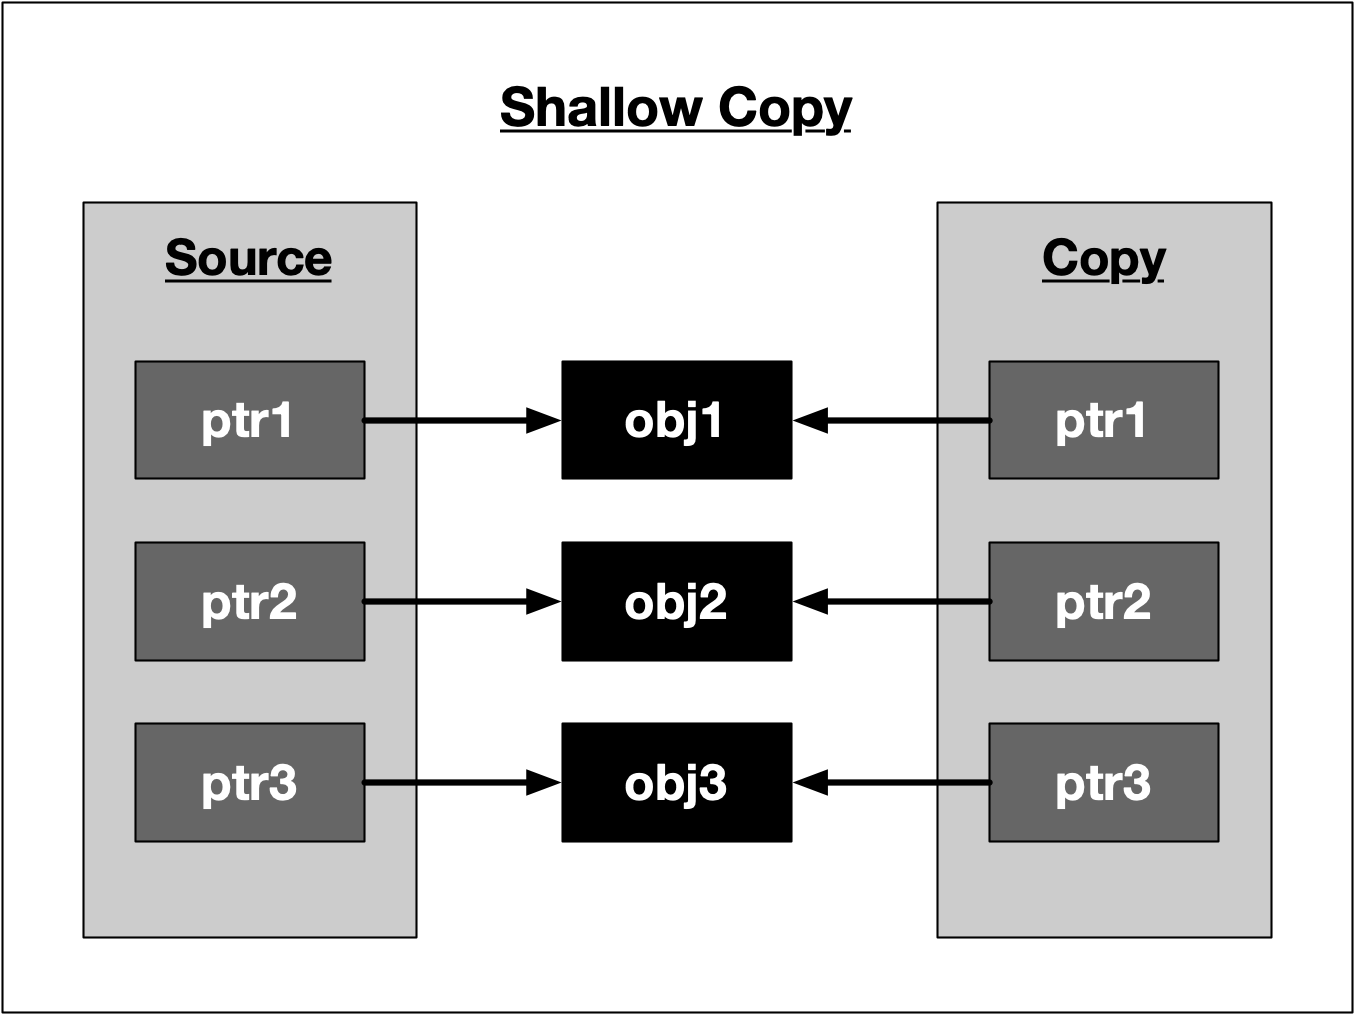 Shallow Copy
Source
Copy
ptr1
obj1
ptr1
ptr2
obj2
ptr2
ptr3
obj3
ptr3